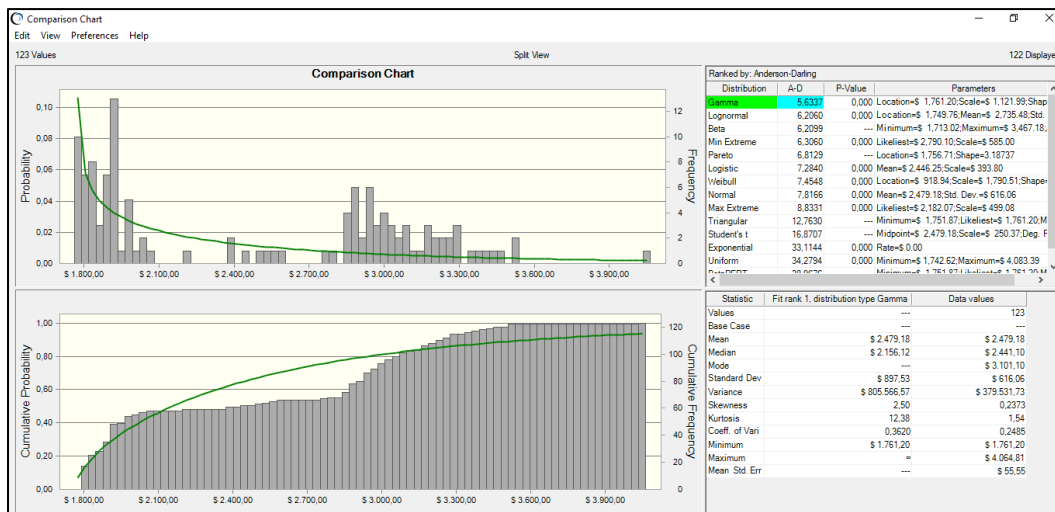 Comparison Chart
Edit View Preferences Help
123 Values Split View 122 Displaye
Comparison Chart
Probability
0,10
0,08
0,06
0,04
0,02
0,00
12
10
8
6
4
2
0
Frequency
$ 1.800,00 $ 2.100,00 $ 2.400,00 $ 2.700,00 $ 3.000,00 $ 3.300,00 $ 3.600,00 $ 3.900,00
Cumulative Probability
1,00
0,80
0,60
0,40
0,20
0,00
120
100
80
60
40
20
0
Cumulative Frequency
$ 1.800,00 $ 2.100,00 $ 2.400,00 $ 2.700,00 $ 3.000,00 $ 3.300,00 $ 3.600,00 $ 3.900,00
Ranked by: Anderson-Darling
Distribution A-D P-Value Parameters
Gamma 5,6337 0,000 Location=$ 1,761.20;Scale=$ 1,121.99;Shap
Lognormal 6,2060 0,000 Location=$ 1,749.76;Mean=$ 2,735.48;Std.
Beta 6,2099 --- Minimum=$ 1,713.02;Maximum=$ 3,467.18;
Min Extreme 6,3060 0,000 Likeliest=$ 2,790.10;Scale=$ 585.00
Pareto 6,8129 --- Location=$ 1,756.71;Shape=3.18737
Logistic 7,2840 0,000 Mean=$ 2,446.25;Scale=$ 393.80
Weibull 7,4548 0,000 Location=$ 918.94;Scale=$ 1,790.51;Shape=
Normal 7,8166 0,000 Mean=$ 2,479.18;Std. Dev.=$ 616.06
Max Extreme 8,8331 0,000 Likeliest=$ 2,182.07;Scale=$ 499.08
Triangular 12,7630 --- Minimum=$ 1,751.87;Likeliest=$ 1,761.20;M
Student's t 16,8707 --- Midpoint=$ 2,479.18;Scale=$ 250.37;Deg. F
Exponential 33,1144 0,000 Rate=$ 0.00
Uniform 34,2794 0,000 Minimum=$ 1,742.62;Maximum=$ 4,083.39
Statistic Fit rank 1, distribution type Gamma Data values
Values --- 123
Base Case --- ---
Mean $ 2.479,18 $ 2.479,18
Median $ 2.156,12 $ 2.441,10
Mode --- $ 3.101,10
Standard Dev $ 897,53 $ 616,06
Variance $ 805.566,57 $ 379.531,73
Skewness 2,50 0,2373
Kurtosis 12,38 1,54
Coeff. of Vari 0,3620 0,2485
Minimum $ 1.761,20 $ 1.761,20
Maximum ∞ $ 4.064,81
Mean Std. Err --- $ 55,55